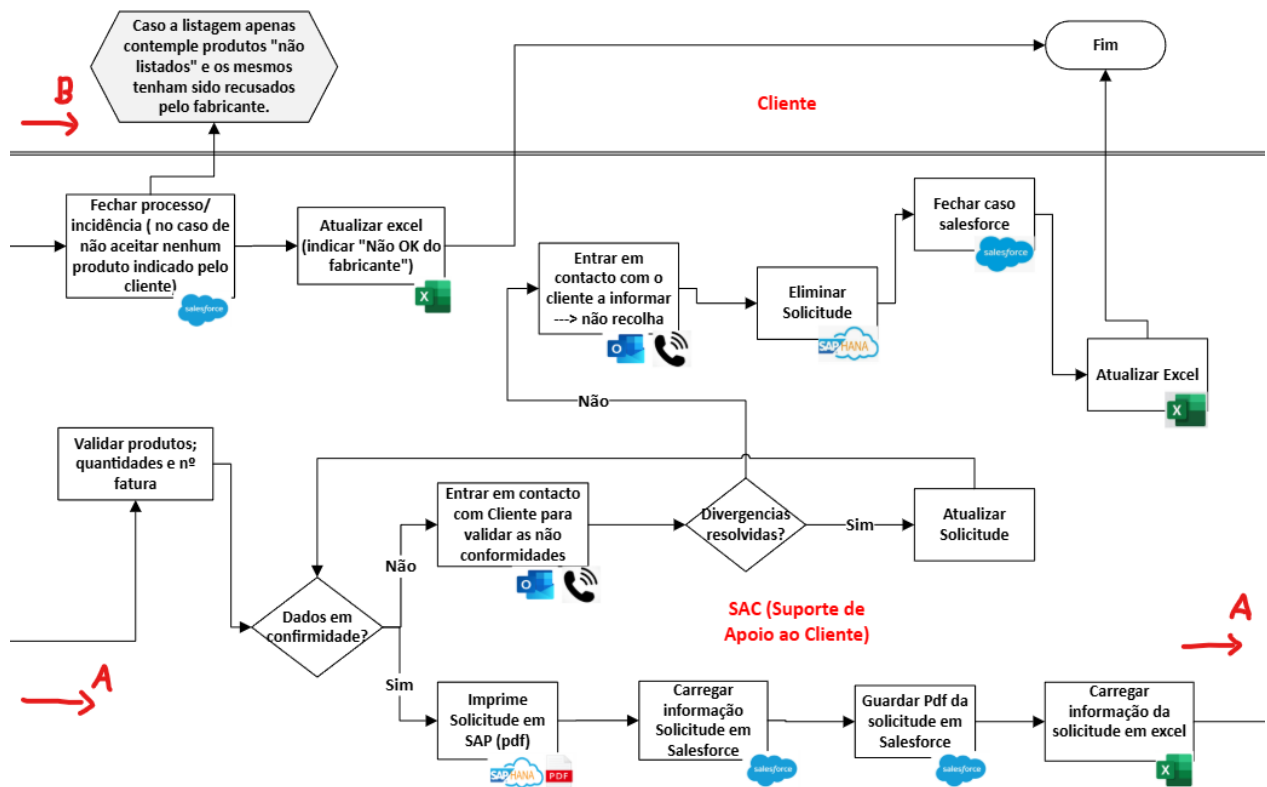 Caso a listagem apenas
contemple produtos "não
listados" e os mesmos
tenham sido recusados
pelo fabricante.
Fim
B
Cliente
Fechar processo/
incidência ( no caso de
não aceitar nenhum
produto indicado pelo
cliente)
salesforce
Atualizar excel
(indicar "Não OK do
fabricante")
X
Entrar em
contacto com o
cliente a informar
---> não recolha
O
Eliminar
Solicitude
SAP HANA
Fechar caso
salesforce
salesforce
Atualizar Excel
X
Não
Validar produtos;
quantidades e nº
fatura
Entrar em contacto
com Cliente para
validar as não
conformidades
O
Divergencias
resolvidas?
Sim
Atualizar
Solicitude
Não
Dados em
confirmidade?
SAC (Suporte de
Apoio ao Cliente)
A
A
Sim
Imprime
Solicitude em
SAP (pdf)
SAP HANA
PDF
Carregar
informação
Solicitude em
Salesforce
salesforce
Guardar Pdf da
solicitude em
Salesforce
salesforce
Carregar
informação da
solicitude em excel
X